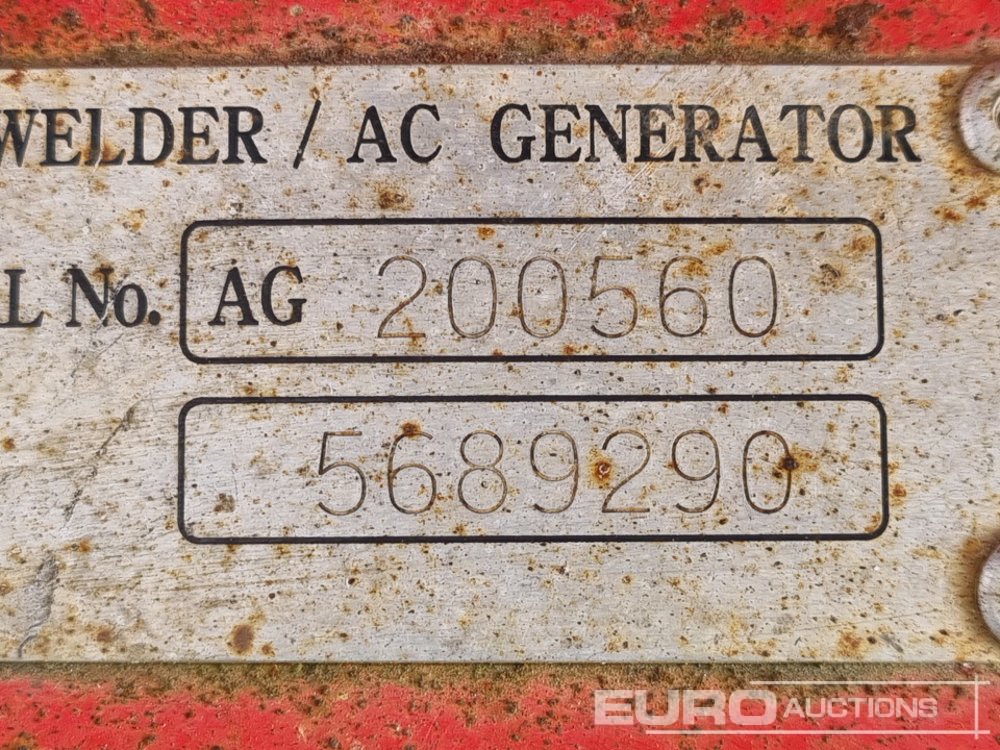 WELDER / AC GENERATOR
L No. AG 200560
5689290
EURO AUCTIONS